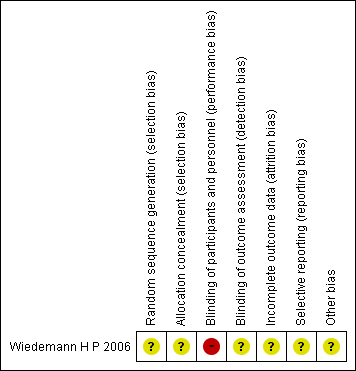 Random sequence generation (selection bias)
Allocation concealment (selection bias)
Blinding of participants and personnel (performance bias)
Blinding of outcome assessment (detection bias)
Incomplete outcome data (attrition bias)
Selective reporting (reporting bias)
Other bias
Wiedemann H P 2006 ? ? - ? ? ? ?